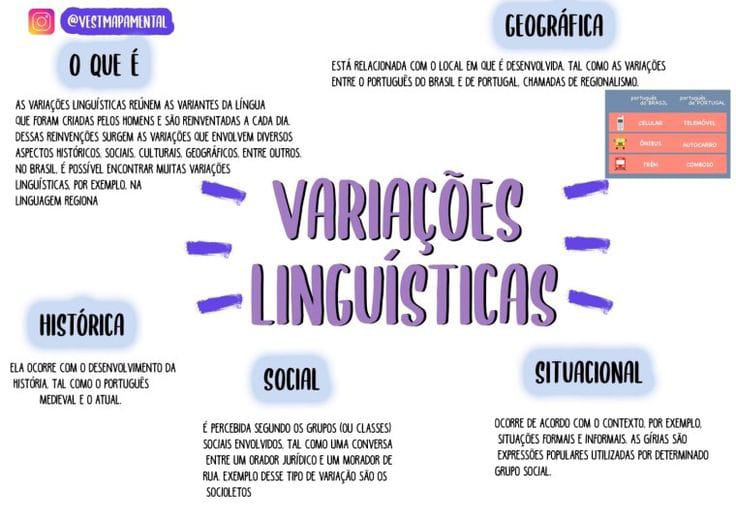 @VESTMAPAMENTAL
O QUE É
AS VARIAÇÕES LINGUÍSTICAS REÚNEM AS VARIANTES DA LÍNGUA
QUE FORAM CRIADAS PELOS HOMENS E SÃO REINVENTADAS A CADA DIA.
DESSAS REINVENÇÕES SURGEM AS VARIAÇÕES QUE ENVOLVEM DIVERSOS
ASPECTOS HISTÓRICOS, SOCIAIS, CULTURAIS, GEOGRÁFICOS, ENTRE OUTROS.
NO BRASIL, É POSSÍVEL ENCONTRAR MUITAS VARIAÇÕES
LINGUÍSTICAS, POR EXEMPLO, NA
LINGUAGEM REGIONA
GEOGRÁFICA
ESTÁ RELACIONADA COM O LOCAL EM QUE É DESENVOLVIDA, TAL COMO AS VARIAÇÕES
ENTRE O PORTUGUÊS DO BRASIL E DE PORTUGAL, CHAMADAS DE REGIONALISMO.
português do BRASIL português de PORTUGAL
CELULAR TELEMÓVEL
ÔNIBUS AUTOCARRO
TREM COMBOIO
VARIAÇÕES
LINGUÍSTICAS
HISTÓRICA
ELA OCORRE COM O DESENVOLVIMENTO DA
HISTÓRIA, TAL COMO O PORTUGUÊS
MEDIEVAL E O ATUAL.
SOCIAL
É PERCEBIDA SEGUNDO OS GRUPOS (OU CLASSES)
SOCIAIS ENVOLVIDOS, TAL COMO UMA CONVERSA
ENTRE UM ORADOR JURÍDICO E UM MORADOR DE
RUA. EXEMPLO DESSE TIPO DE VARIAÇÃO SÃO OS
SOCIOLETOS
SITUACIONAL
OCORRE DE ACORDO COM O CONTEXTO, POR EXEMPLO,
SITUAÇÕES FORMAIS E INFORMAIS. AS GÍRIAS SÃO
EXPRESSÕES POPULARES UTILIZADAS POR DETERMINADO
GRUPO SOCIAL.